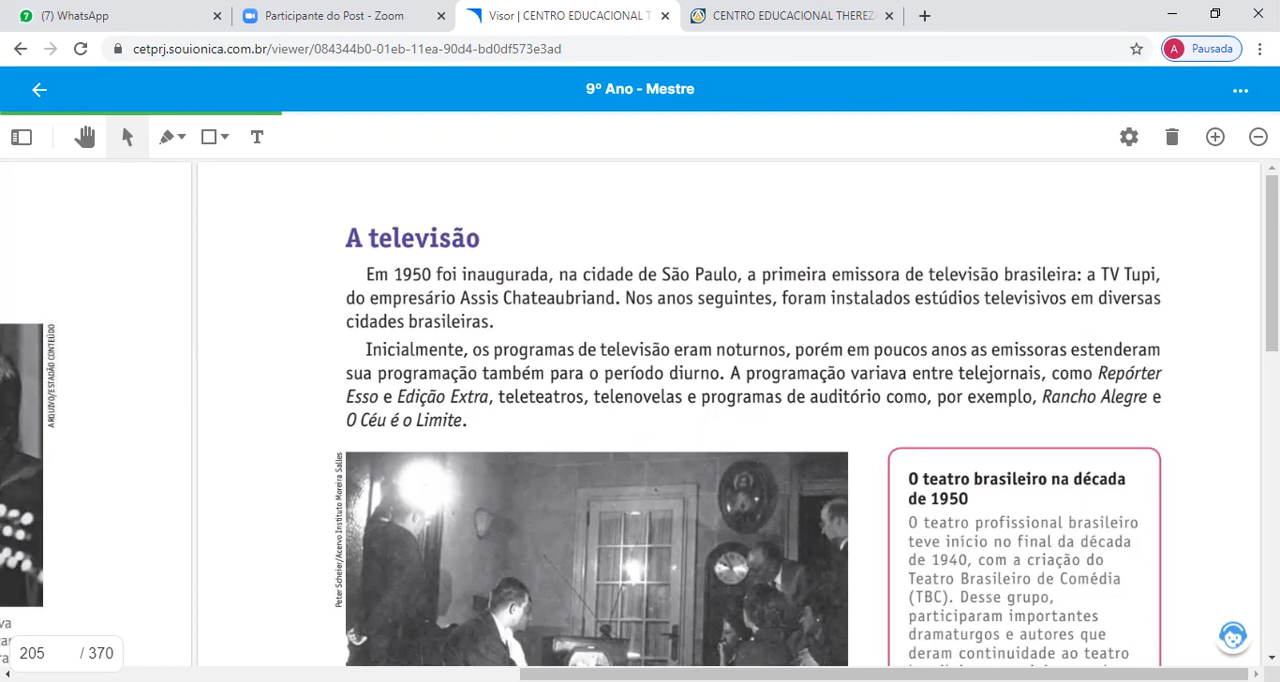 (7) WhatsApp
Participante do Post - Zoom
Visor | CENTRO EDUCACIONAL T
CENTRO EDUCACIONAL THEREZ
cetprj.souionica.com.br/viewer/084344b0-01eb-11ea-90d4-bd0df573e3ad
A
Pausada
9º Ano - Mestre
T
A televisão
Em 1950 foi inaugurada, na cidade de São Paulo, a primeira emissora de televisão brasileira: a TV Tupi,
do empresário Assis Chateaubriand. Nos anos seguintes, foram instalados estúdios televisivos em diversas
cidades brasileiras.
Inicialmente, os programas de televisão eram noturnos, porém em poucos anos as emissoras estenderam
sua programação também para o período diurno. A programação variava entre telejornais, como Repórter
Esso e Edição Extra, teleteatros, telenovelas e programas de auditório como, por exemplo, Rancho Alegre e
O Céu é o Limite.
ARQUIVO/ESTADÃO CONTEÚDO
Peter Scheier/Acervo Instituto Moreira Salles
O teatro brasileiro na década
de 1950
O teatro profissional brasileiro
teve início no final da década
de 1940, com a criação do
Teatro Brasileiro de Comédia
(TBC). Desse grupo,
participaram importantes
dramaturgos e autores que
deram continuidade ao teatro
va
205 / 370